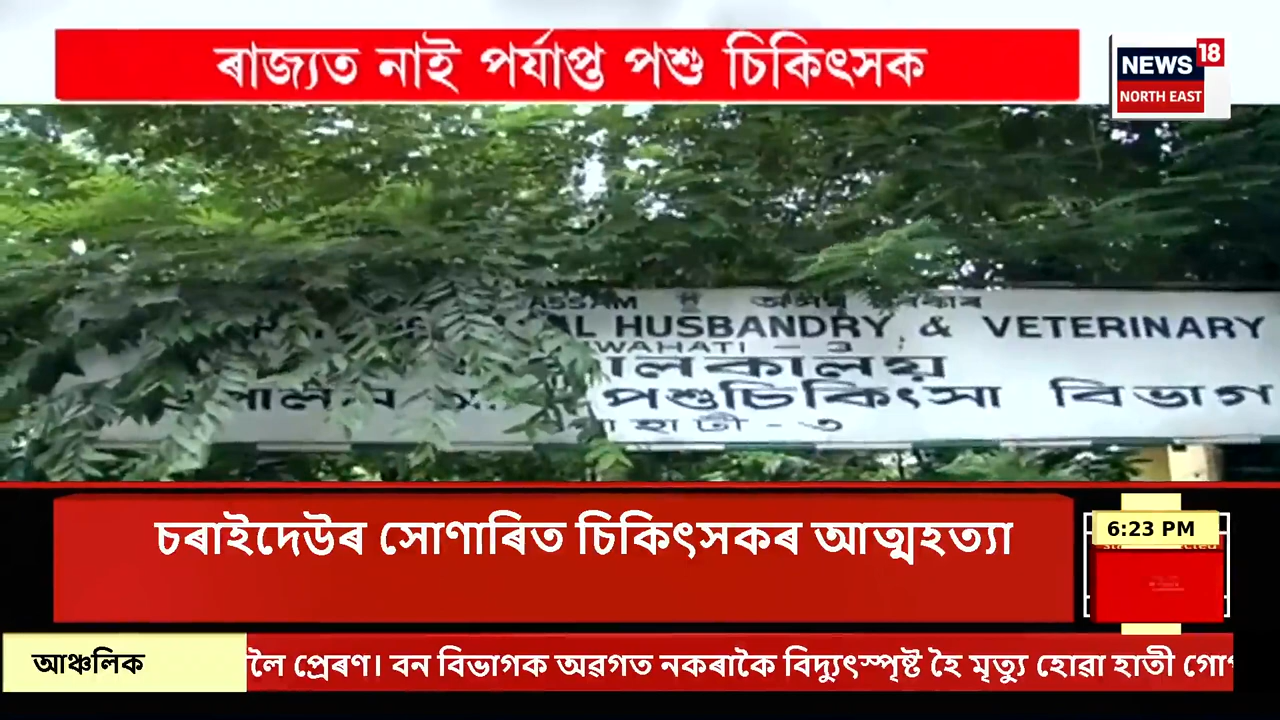 ৰাজ্যত নাই পৰ্যাপ্ত পশু চিকিৎসক
NEWS 18
NORTH EAST
ASSAM
HUSBANDRY & VETERINARY
পশুচিকিৎসা বিভাগ
চৰাইদেউৰ সোণাৰিত চিকিৎসকৰ আত্মহত্যা
6:23 PM
আঞ্চলিক
লৈ প্ৰেৰণ। বন বিভাগক অৱগত নকৰাকৈ বিদ্যুৎস্পৃষ্ট হৈ মৃত্যু হোৱা হাতী